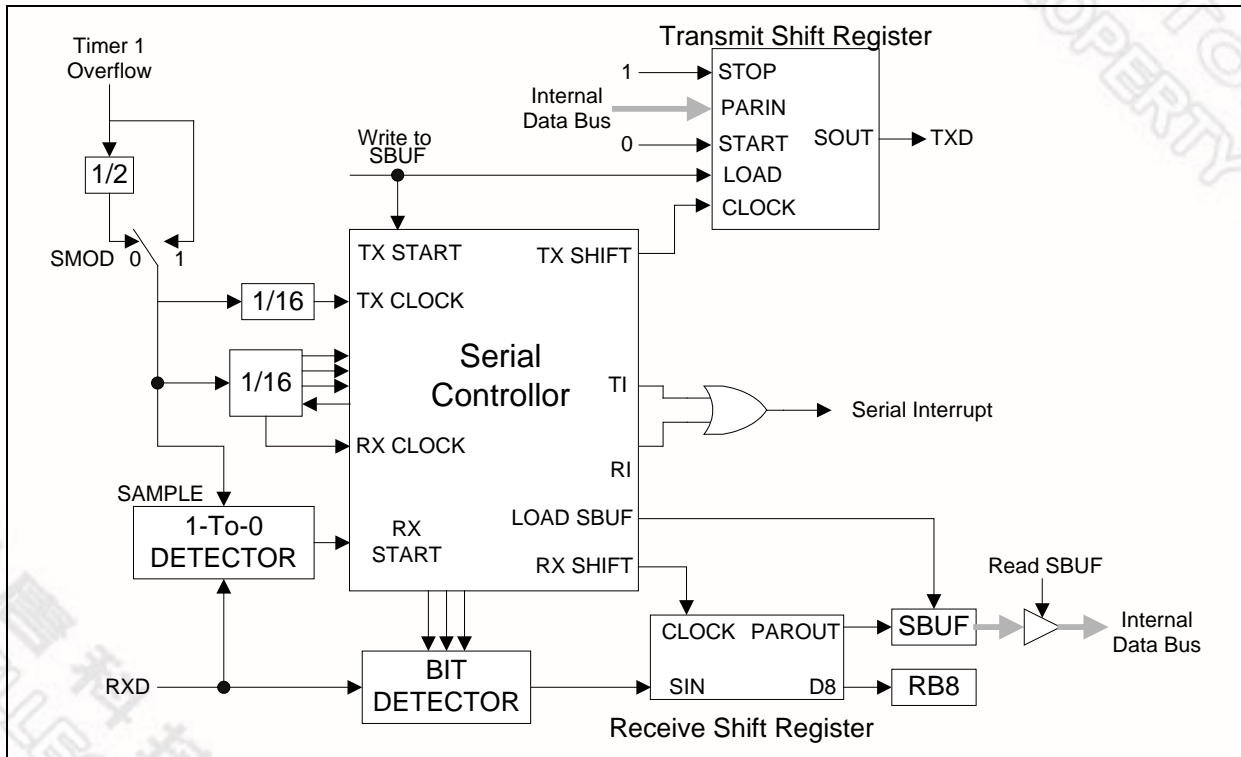 Timer 1
Overflow
1/2
SMOD 0 1
Write to
SBUF
Transmit Shift Register
1
STOP
Internal
Data Bus
PARIN
0
START
SOUT
TXD
LOAD
CLOCK
TX START
TX SHIFT
1/16
TX CLOCK
1/16
Serial
Controllor
TI
Serial Interrupt
RX CLOCK
RI
SAMPLE
1-To-0
DETECTOR
RX
START
LOAD SBUF
RX SHIFT
Read SBUF
CLOCK PAROUT
SBUF
Internal
Data Bus
RXD
BIT
DETECTOR
SIN
D8
RB8
Receive Shift Register
OPERTY